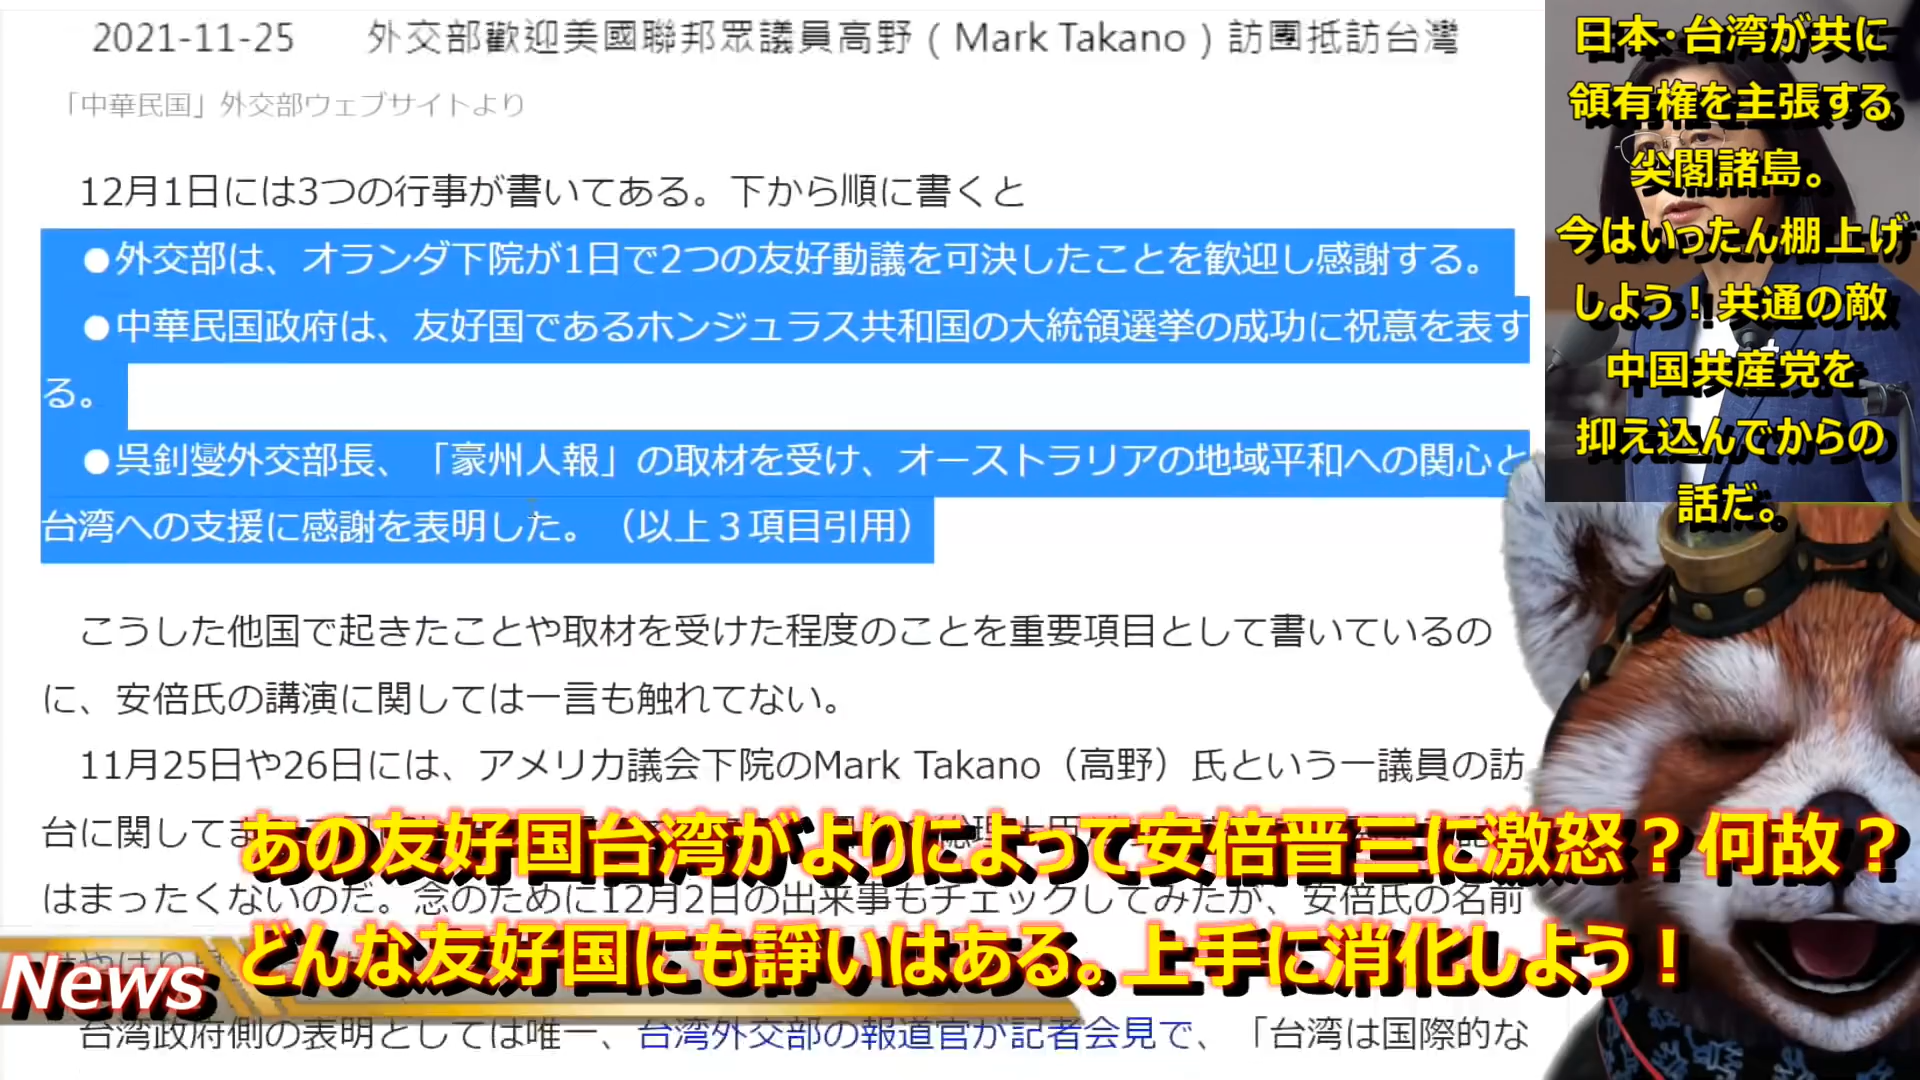 2021-11-25 外交部歡迎美國聯邦眾議員高野（Mark Takano）訪團抵訪台灣
「中華民国」外交部ウェブサイトより
12月1日には3つの行事が書いてある。下から順に書くと
●外交部は、オランダ下院が1日で2つの友好動議を可決したことを歓迎し感謝する。
●中華民国政府は、友好国であるホンジュラス共和国の大統領選挙の成功に祝意を表す
る。
●呉釗燮外交部長、「豪州人報」の取材を受け、オーストラリアの地域平和への関心と
台湾への支援に感謝を表明した。（以上３項目引用）
こうした他国で起きたことや取材を受けた程度のことを重要項目として書いているの
に、安倍氏の講演に関しては一言も触れてない。
11月25日や26日には、アメリカ議会下院のMark Takano（高野）氏という一議員の訪
台に関して
はまったくないのだ。念のために12月2日の出来事もチェックしてみたが、安倍氏の名前
台湾政府側の表明としては唯一、台湾外交部の報道官が記者会見で、「台湾は国際的な
日本・台湾が共に
領有権を主張する
尖閣諸島。
今はいったん棚上げ
しよう！共通の敵
中国共産党を
抑え込んでからの
話だ。
あの友好国台湾がよりによって安倍晋三に激怒？何故？
どんな友好国にも諍いはある。上手に消化しよう！
News